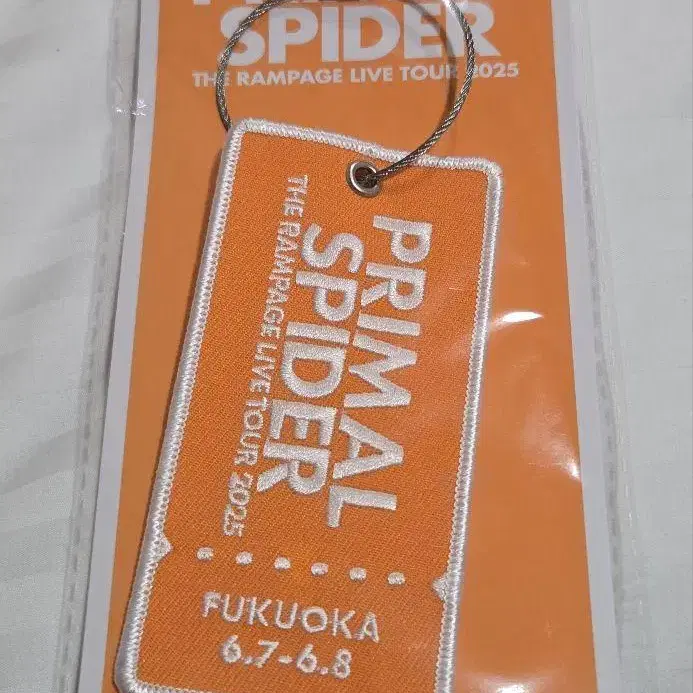 SPIDER
THE RAMPAGE LIVE TOUR 2025
PRIMAL
SPIDER
THE RAMPAGE LIVE TOUR 2025
FUKUOKA
6.7-6.8